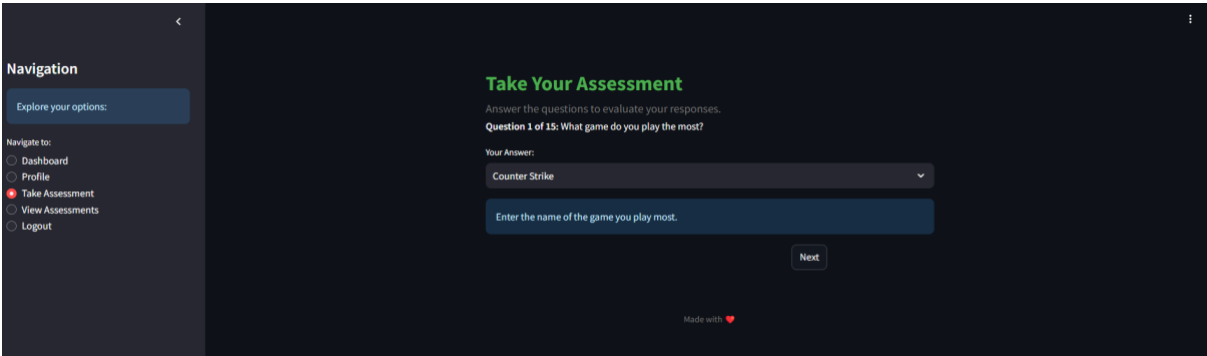 Navigation
Explore your options:
Navigate to:
Dashboard
Profile
Take Assessment
View Assessments
Logout
Take Your Assessment
Answer the questions to evaluate your responses.
Question 1 of 15: What game do you play the most?
Your Answer:
Counter Strike
Enter the name of the game you play most.
Next
Made with ❤️